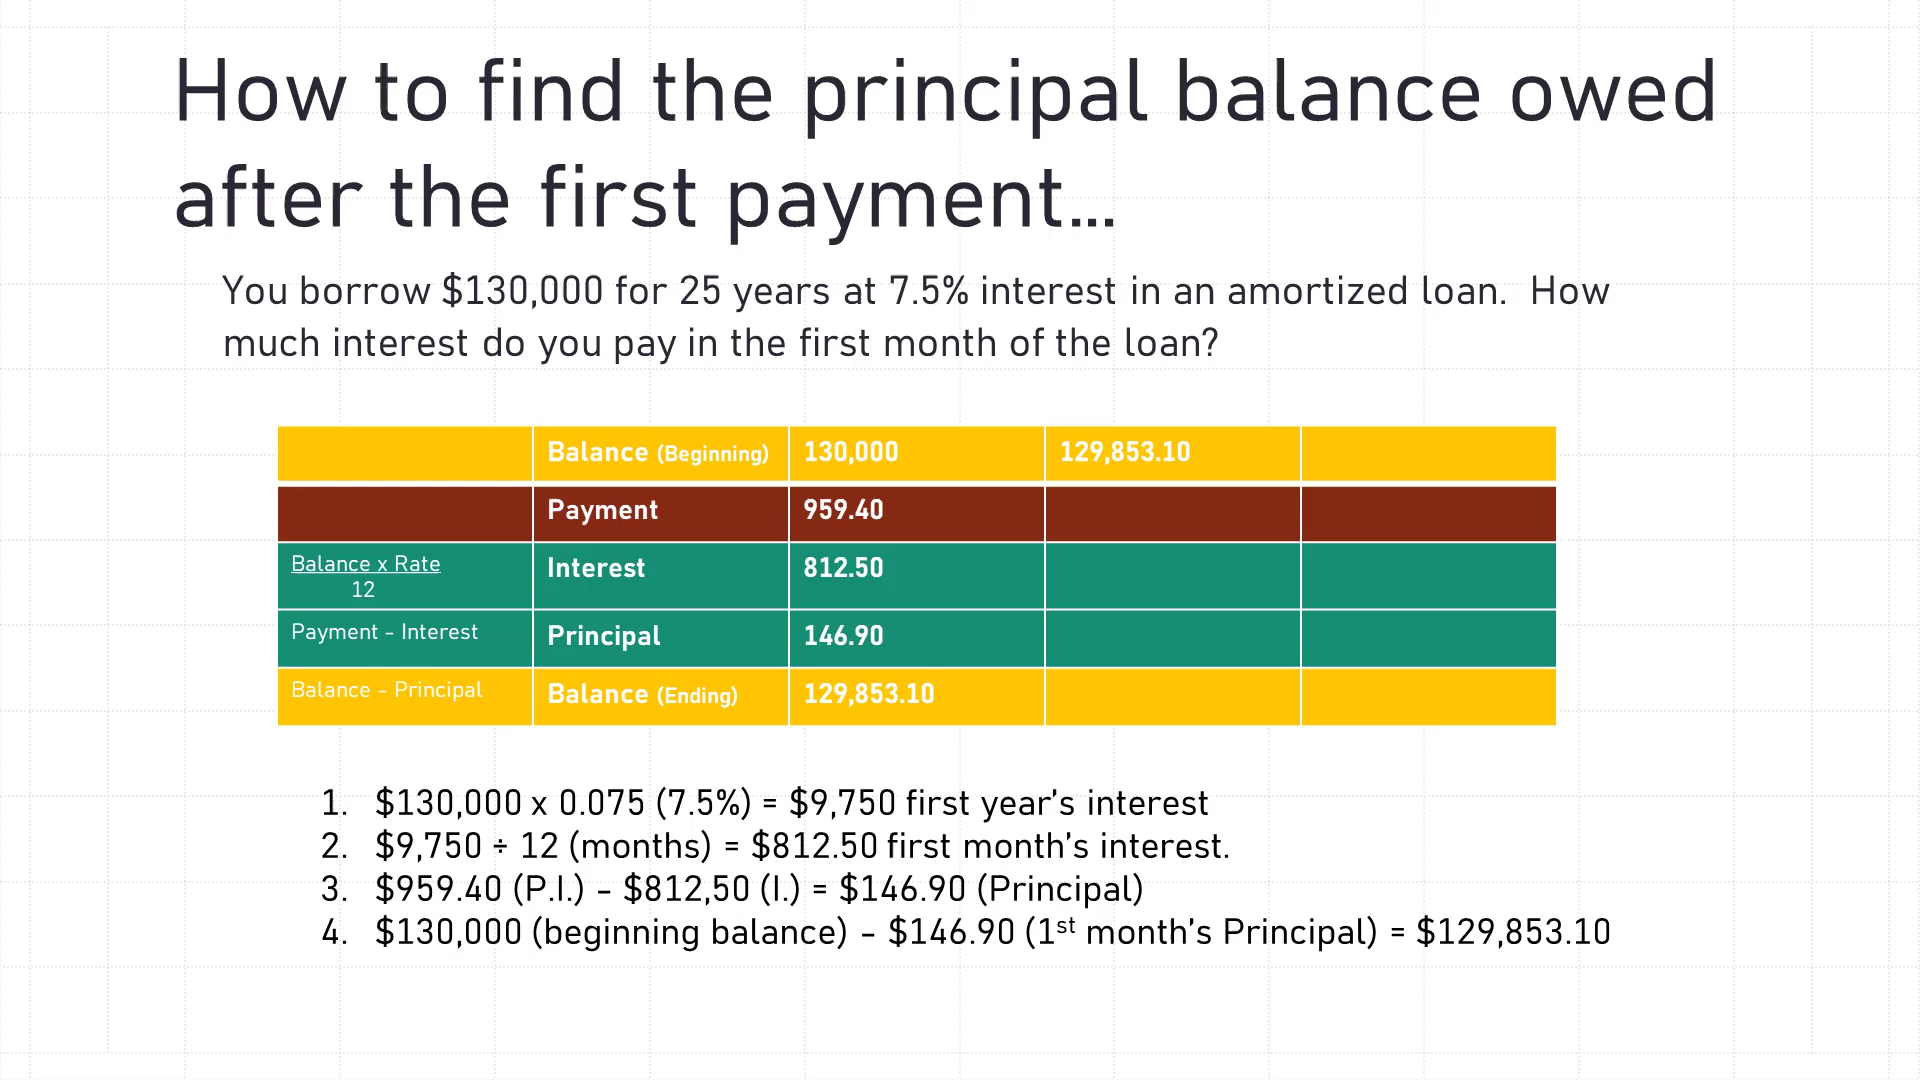 How to find the principal balance owed
after the first payment...
You borrow $130,000 for 25 years at 7.5% interest in an amortized loan.  How
much interest do you pay in the first month of the loan?
Balance (Beginning) 130,000 129,853.10
Payment 959.40
Balance x Rate
12
Interest 812.50
Payment - Interest Principal 146.90
Balance - Principal Balance (Ending) 129,853.10
1. $130,000 x 0.075 (7.5%) = $9,750 first year's interest
2. $9,750 ÷ 12 (months) = $812.50 first month's interest.
3. $959.40 (P.I.) – $812,50 (I.) = $146.90 (Principal)
4. $130,000 (beginning balance) – $146.90 (1st month's Principal) = $129,853.10